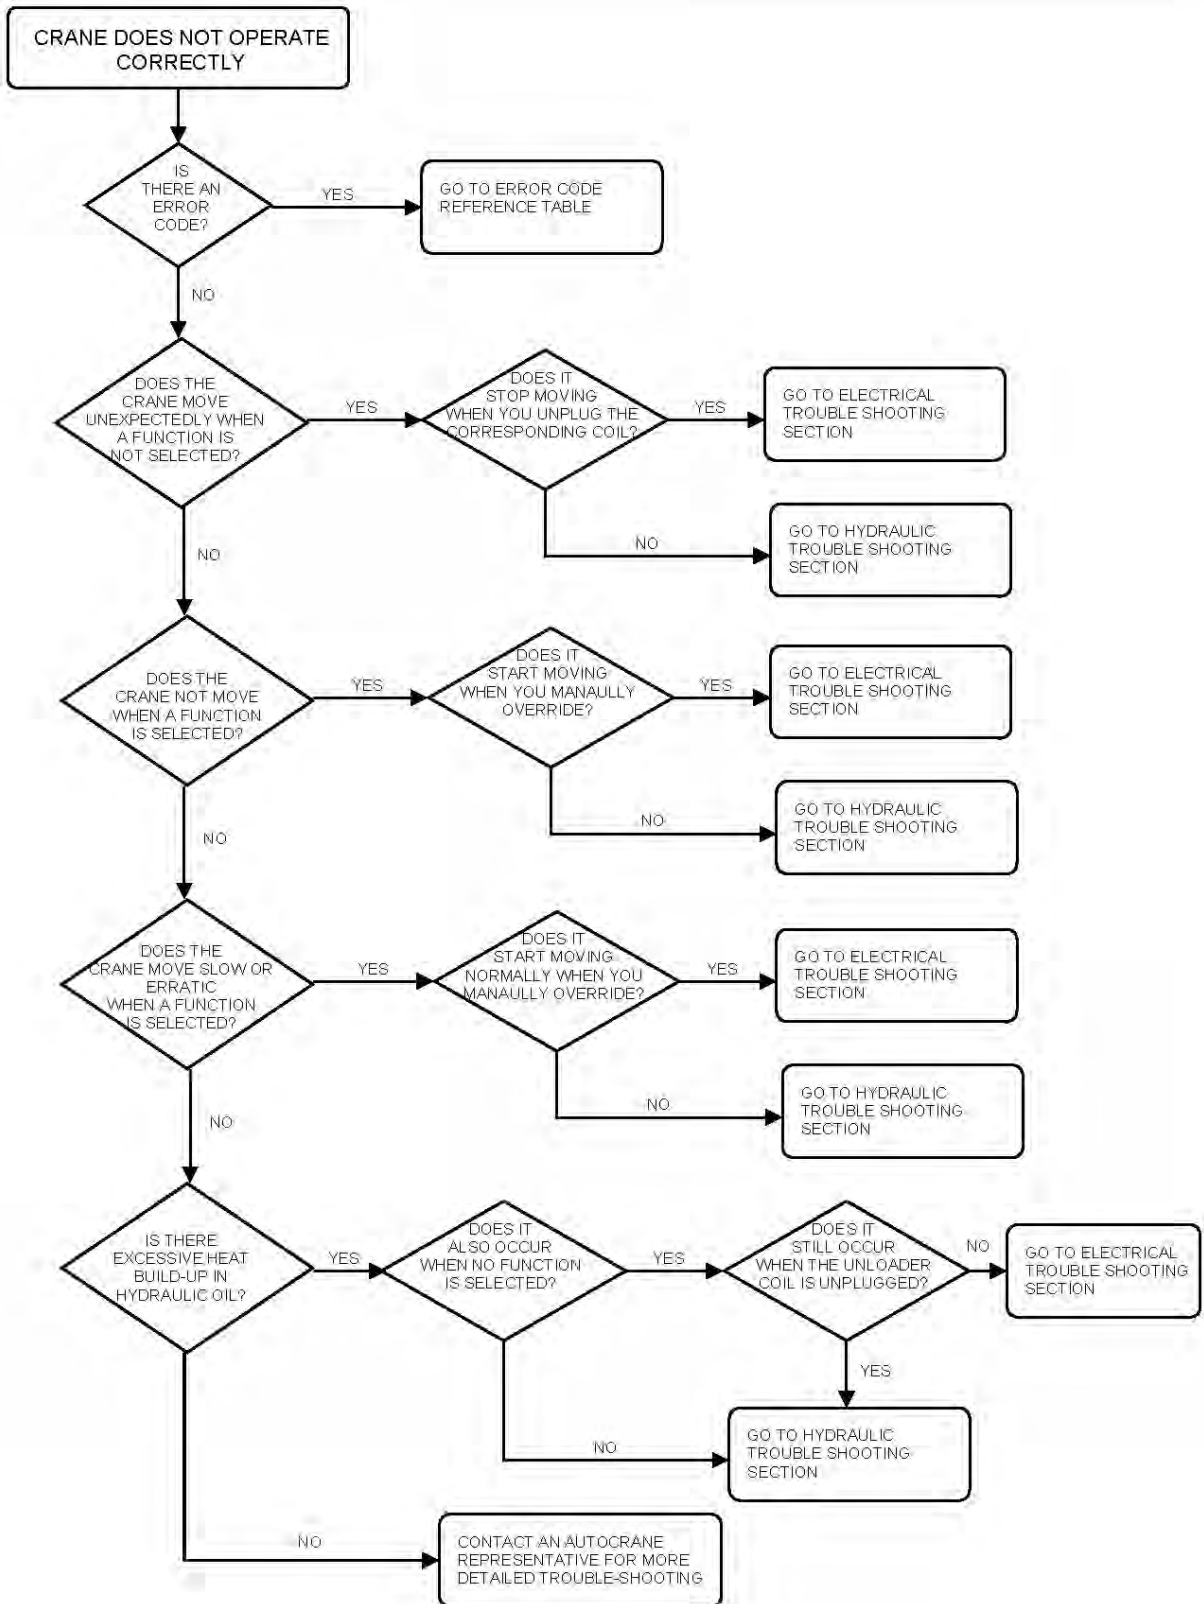 CRANE DOES NOT OPERATE
CORRECTLY
IS
THERE AN
ERROR
CODE?
YES
GO TO ERROR CODE
REFERENCE TABLE
NO
DOES THE
CRANE MOVE
UNEXPECTEDLY WHEN
A FUNCTION IS
NOT SELECTED?
YES
DOES IT
STOP MOVING
WHEN YOU UNPLUG THE
CORRESPONDING COIL?
YES
GO TO ELECTRICAL
TROUBLE SHOOTING
SECTION
NO
GO TO HYDRAULIC
TROUBLE SHOOTING
SECTION
NO
DOES THE
CRANE NOT MOVE
WHEN A FUNCTION
IS SELECTED?
YES
DOES IT
START MOVING
WHEN YOU MANAULLY
OVERRIDE?
YES
GO TO ELECTRICAL
TROUBLE SHOOTING
SECTION
NO
GO TO HYDRAULIC
TROUBLE SHOOTING
SECTION
NO
DOES THE
CRANE MOVE SLOW OR
ERRATIC
WHEN A FUNCTION
IS SELECTED?
YES
DOES IT
START MOVING
NORMALLY WHEN YOU
MANAULLY OVERRIDE?
YES
GO TO ELECTRICAL
TROUBLE SHOOTING
SECTION
NO
GO TO HYDRAULIC
TROUBLE SHOOTING
SECTION
NO
IS THERE
EXCESSIVE HEAT
BUILD-UP IN
HYDRAULIC OIL?
YES
DOES IT
ALSO OCCUR
WHEN NO FUNCTION
IS SELECTED?
YES
DOES IT
STILL OCCUR
WHEN THE UNLOADER
COIL IS UNPLUGGED?
NO
GO TO ELECTRICAL
TROUBLE SHOOTING
SECTION
YES
NO
GO TO HYDRAULIC
TROUBLE SHOOTING
SECTION
NO
CONTACT AN AUTOCRANE
REPRESENTATIVE FOR MORE
DETAILED TROUBLE-SHOOTING